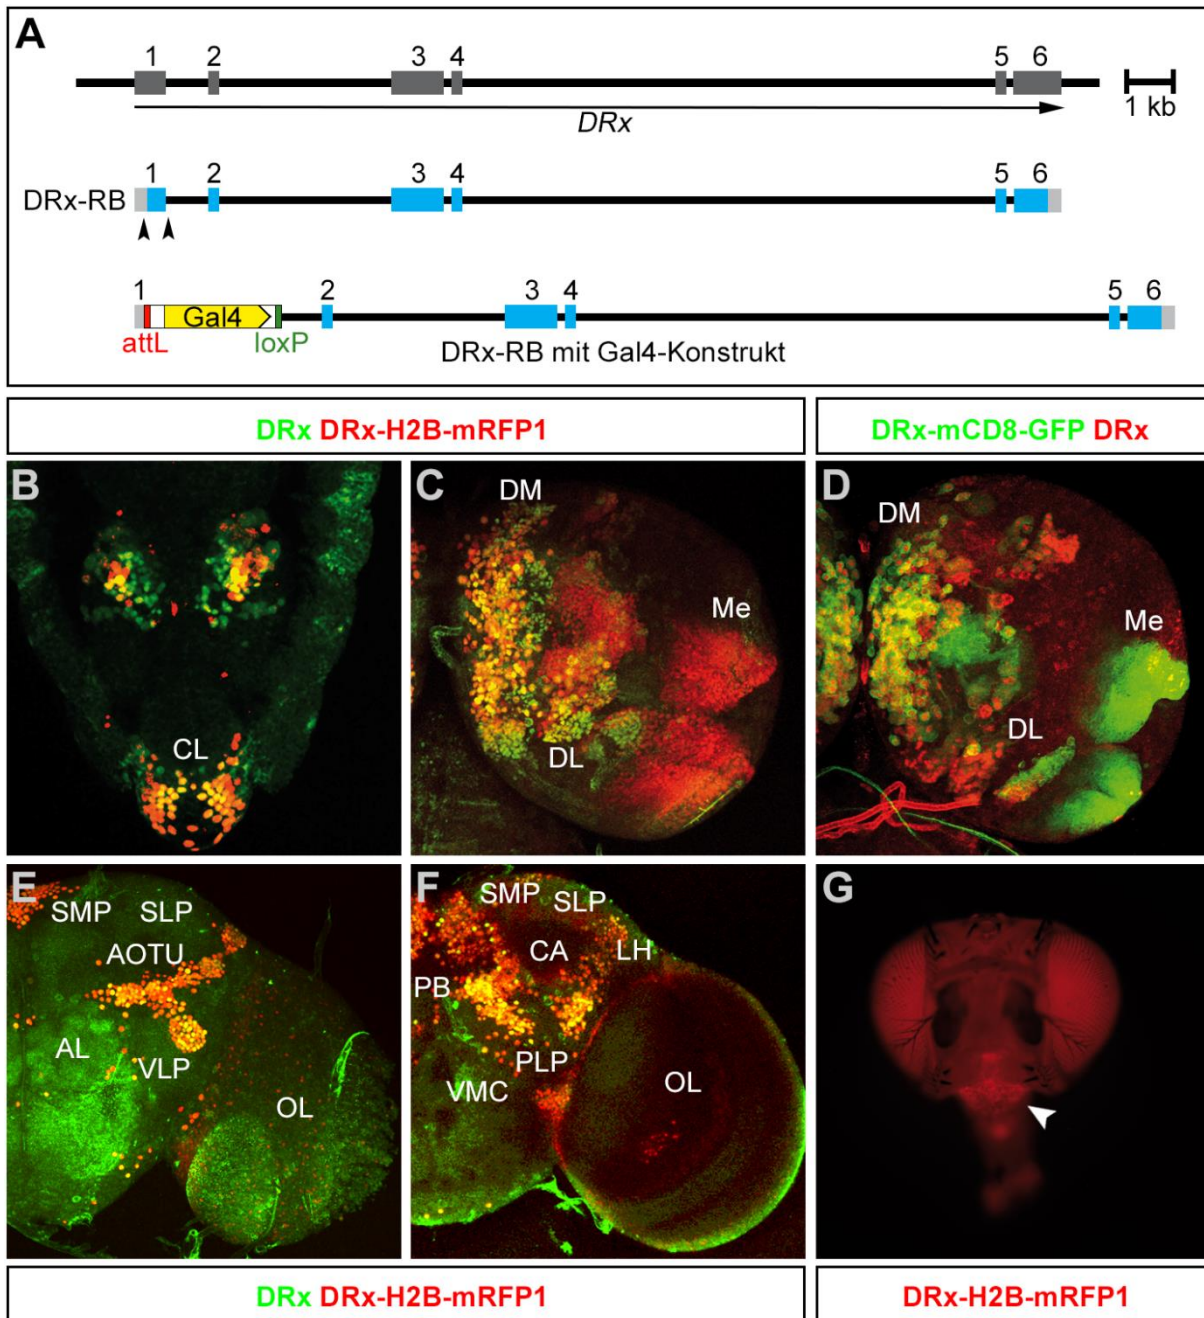 A
1 2 3 4 5 6
DRx
1 kb
DRx-RB
1 2 3 4 5 6
1 2 3 4 5 6
Gal4
attL
loxP
DRx-RB mit Gal4-Konstrukt
DRx DRx-H2B-mRFP1
DRx-mCD8-GFP DRx
B
CL
C
DM
Me
DL
D
DM
Me
DL
E
SMP SLP
AOTU
AL
VLP
OL
F
SMP
SLP
CA
LH
PB
PLP
VMC
OL
G
DRx DRx-H2B-mRFP1
DRx-H2B-mRFP1